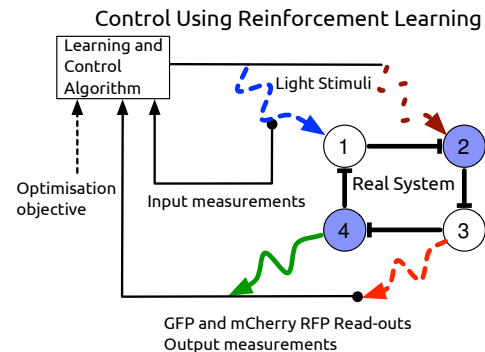 Control Using Reinforcement Learning
Learning and
Control
Algorithm
Light Stimuli
1
2
Real System
Optimisation
objective
Input measurements
4
3
GFP and mCherry RFP Read-outs
Output measurements